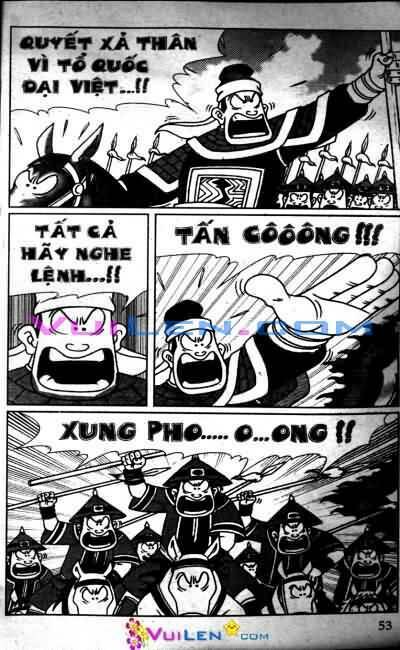 QUYẾT XẢ THÂN
VÌ TỔ QUỐC
ĐẠI VIỆT...!!
TẤT CẢ
HÃY NGHE
LỆNH...!!
TẤN CÔÔÔNG!!!
VUILEN.COM
XUNG PHO..... O...ONG!!
53
VUILEN.COM